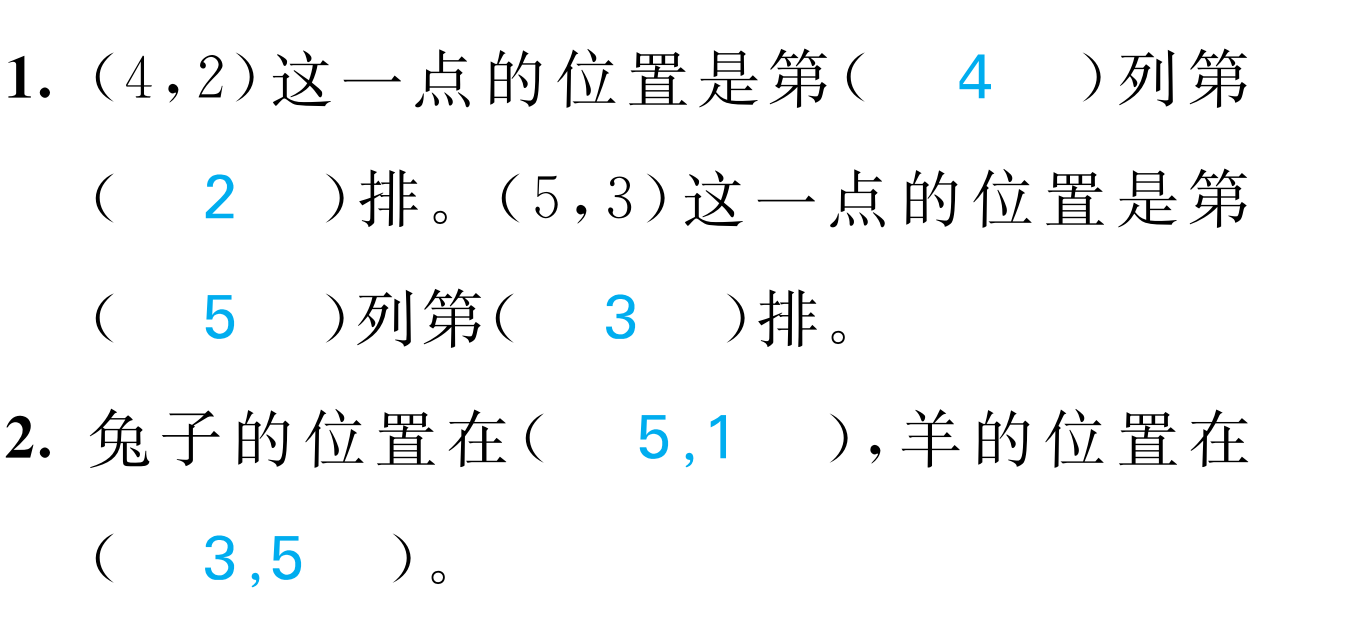 1. (4,2)这一点的位置是第( 4 )列第
( 2 )排。(5,3)这一点的位置是第
( 5 )列第( 3 )排。
2. 兔子的位置在( 5,1 ),羊的位置在
( 3,5 )。